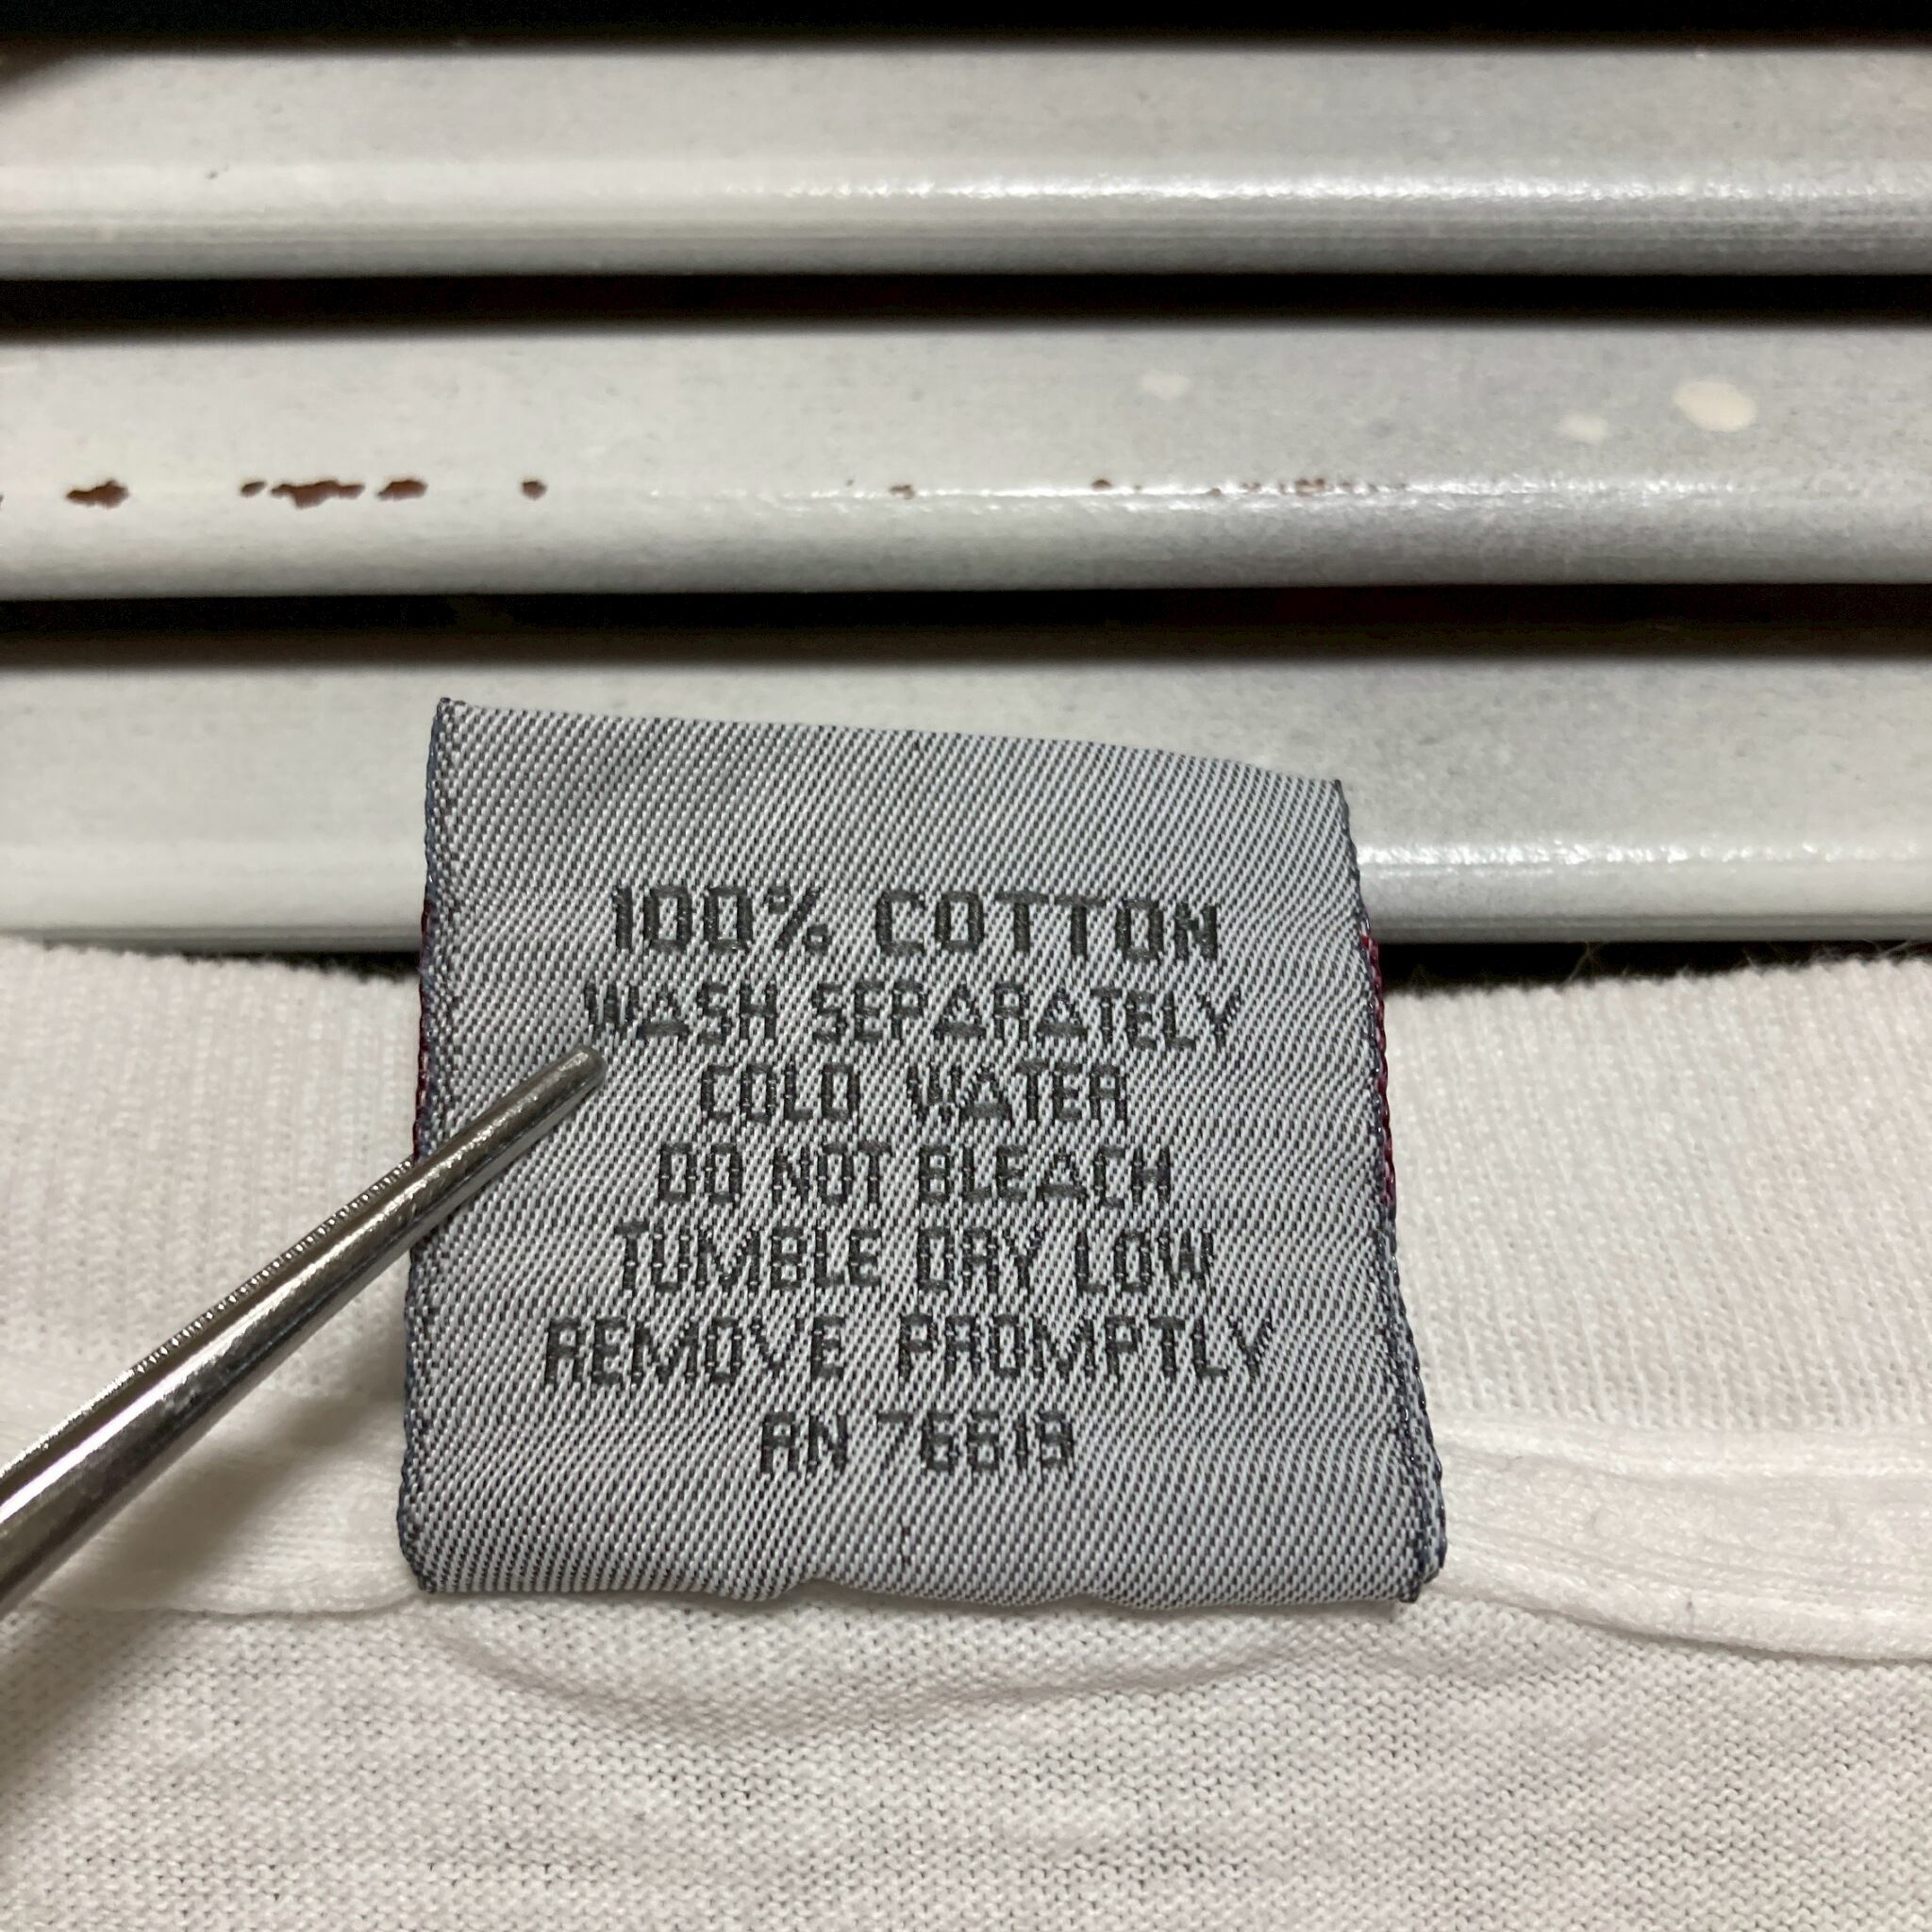 100% COTTON
WASH SEPARATELY
COLD WATER
DO NOT BLEACH
TUMBLE DRY LOW
REMOVE PROMPTLY
RN 76619